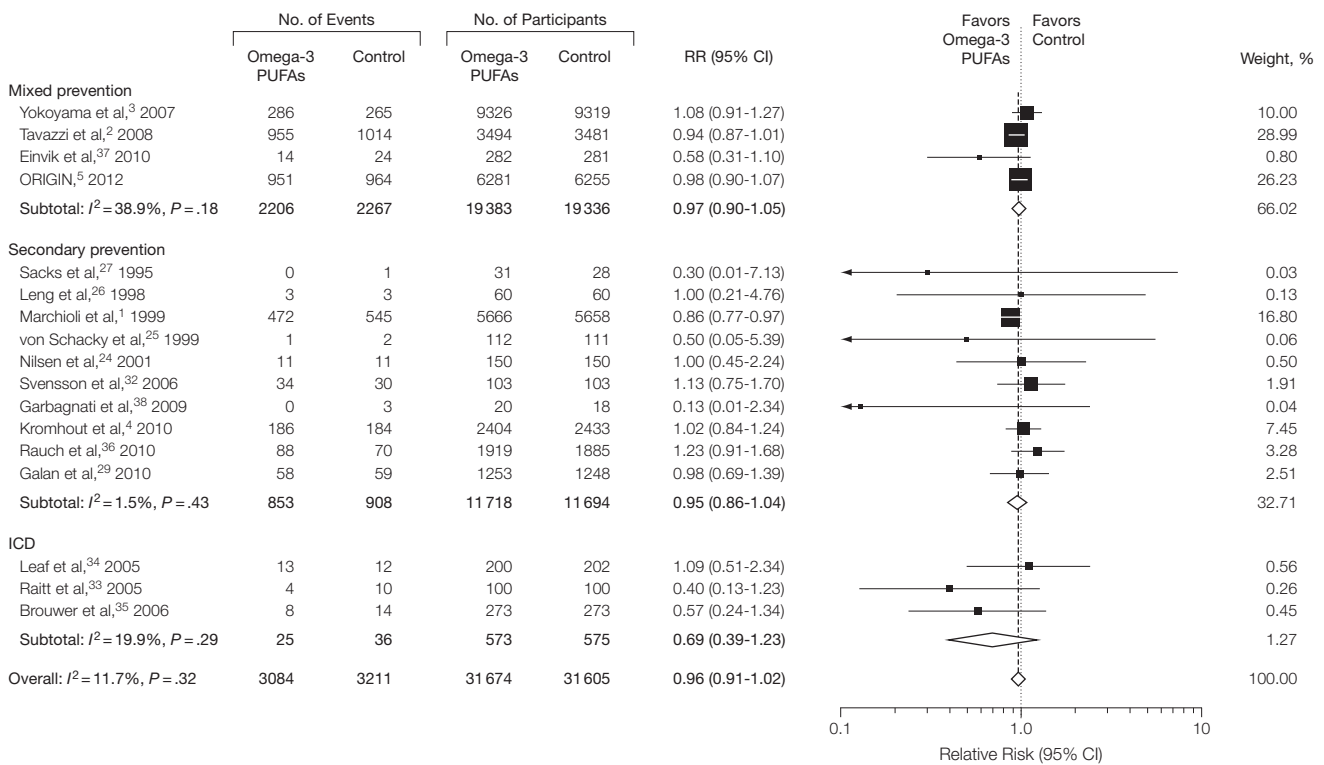 No. of Events No. of Participants Favors Omega-3 PUFAs Favors Control
Omega-3 PUFAs Control Omega-3 PUFAs Control RR (95% CI) Weight, %
Mixed prevention
Yokoyama et al,3 2007 286 265 9326 9319 1.08 (0.91-1.27) 10.00
Tavazzi et al,2 2008 955 1014 3494 3481 0.94 (0.87-1.01) 28.99
Einvik et al,37 2010 14 24 282 281 0.58 (0.31-1.10) 0.80
ORIGIN,5 2012 951 964 6281 6255 0.98 (0.90-1.07) 26.23
Subtotal: I2 = 38.9%, P = .18 2206 2267 19 383 19 336 0.97 (0.90-1.05) 66.02
Secondary prevention
Sacks et al,27 1995 0 1 31 28 0.30 (0.01-7.13) 0.03
Leng et al,26 1998 3 3 60 60 1.00 (0.21-4.76) 0.13
Marchioli et al,1 1999 472 545 5666 5658 0.86 (0.77-0.97) 16.80
von Schacky et al,25 1999 1 2 112 111 0.50 (0.05-5.39) 0.06
Nilsen et al,24 2001 11 11 150 150 1.00 (0.45-2.24) 0.50
Svensson et al,32 2006 34 30 103 103 1.13 (0.75-1.70) 1.91
Garbagnati et al,38 2009 0 3 20 18 0.13 (0.01-2.34) 0.04
Kromhout et al,4 2010 186 184 2404 2433 1.02 (0.84-1.24) 7.45
Rauch et al,36 2010 88 70 1919 1885 1.23 (0.91-1.68) 3.28
Galan et al,29 2010 58 59 1253 1248 0.98 (0.69-1.39) 2.51
Subtotal: I2 = 1.5%, P = .43 853 908 11 718 11 694 0.95 (0.86-1.04) 32.71
ICD
Leaf et al,34 2005 13 12 200 202 1.09 (0.51-2.34) 0.56
Raitt et al,33 2005 4 10 100 100 0.40 (0.13-1.23) 0.26
Brouwer et al,35 2006 8 14 273 273 0.57 (0.24-1.34) 0.45
Subtotal: I2 = 19.9%, P = .29 25 36 573 575 0.69 (0.39-1.23) 1.27
Overall: I2 = 11.7%, P = .32 3084 3211 31 674 31 605 0.96 (0.91-1.02) 100.00
0.1 1.0 10
Relative Risk (95% CI)